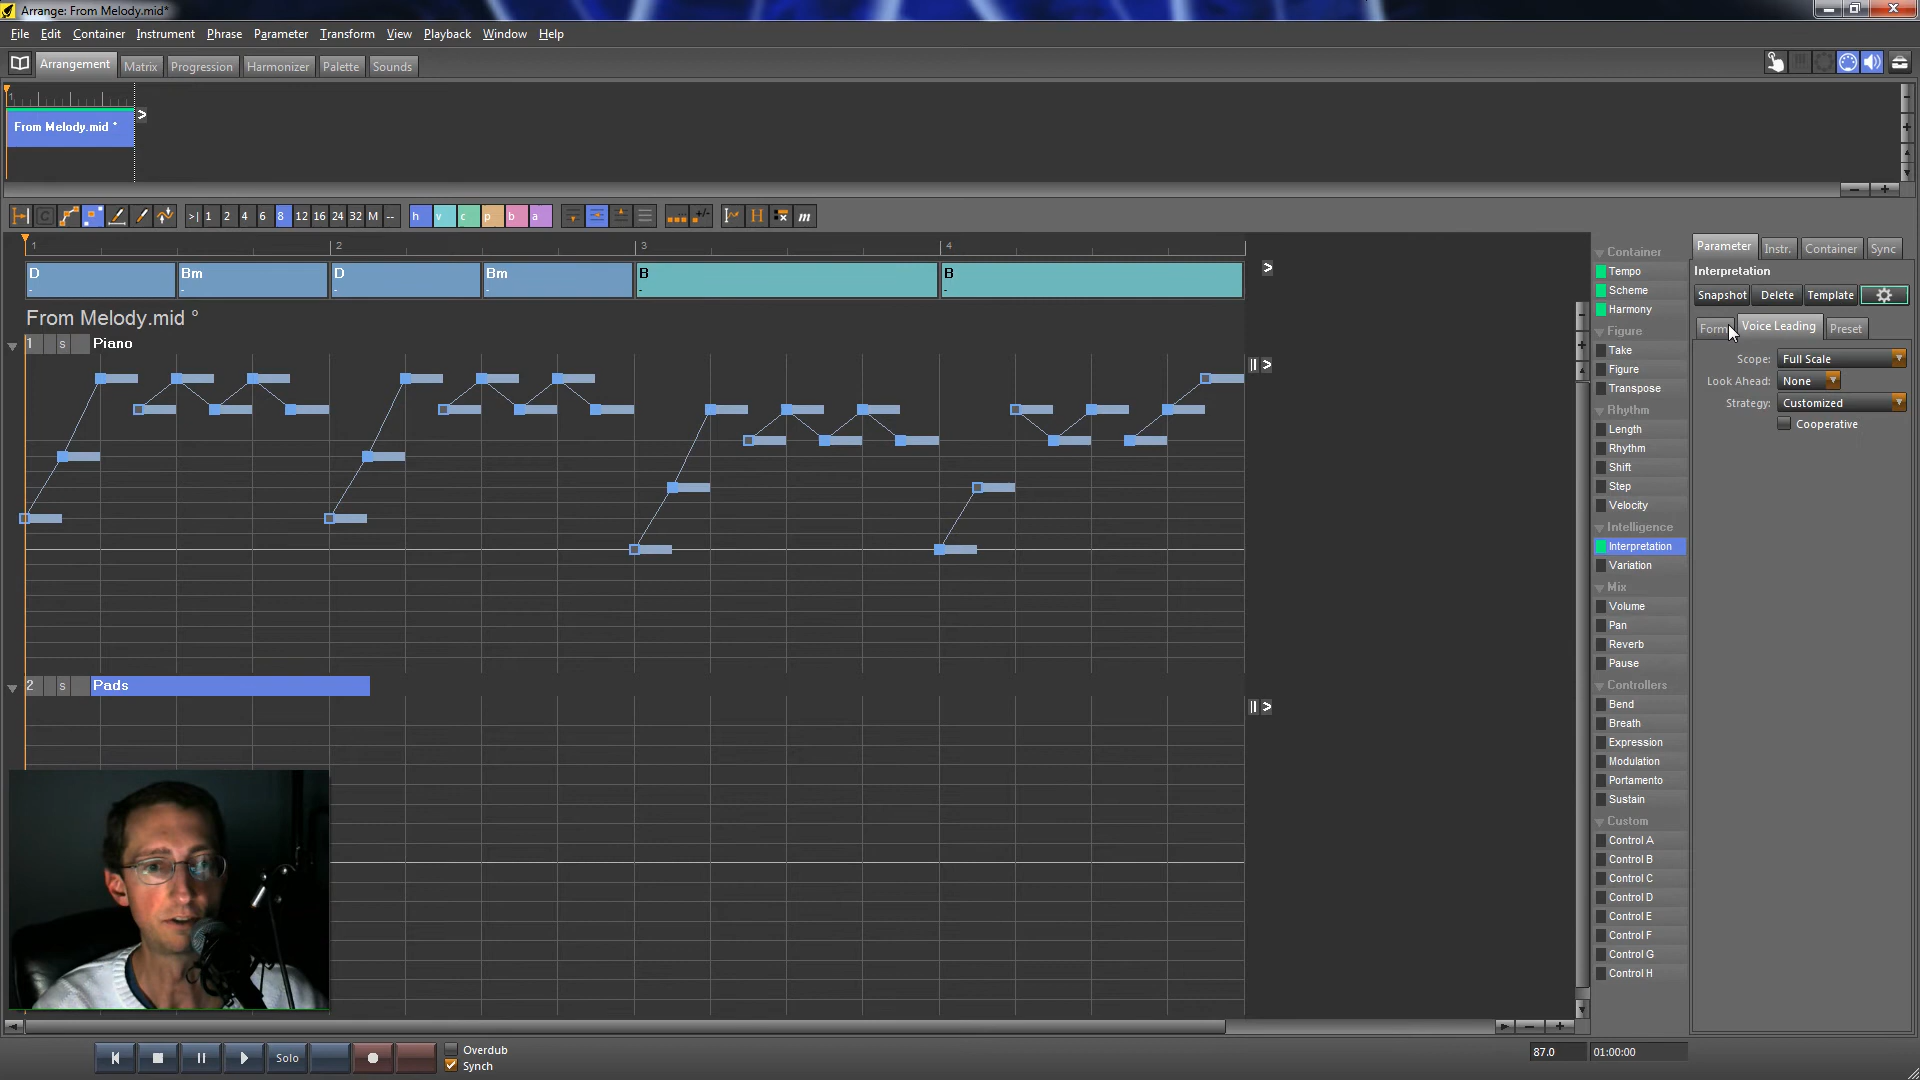 Arrange: From Melody.mid*
File Edit Container Instrument Phrase Parameter Transform View Playback Window Help
Arrangement Matrix Progression Harmonizer Palette Sounds
1
From Melody.mid *
>
>| 1 2 4 6 8 12 16 24 32 M -- h v c p b a +/- H m
1 2 3 4
D Bm D Bm B B
- - - - - -
>
From Melody.mid °
1 s Piano
|| >
2 s Pads
|| >
Container
Tempo
Scheme
Harmony
Figure
Take
Figure
Transpose
Rhythm
Length
Rhythm
Shift
Step
Velocity
Intelligence
Interpretation
Variation
Mix
Volume
Pan
Reverb
Pause
Controllers
Bend
Breath
Expression
Modulation
Portamento
Sustain
Custom
Control A
Control B
Control C
Control D
Control E
Control F
Control G
Control H
Parameter Instr. Container Sync
Interpretation
Snapshot Delete Template
Form Voice Leading Preset
Scope: Full Scale
Look Ahead: None
Strategy: Customized
Cooperative
Solo
Overdub
Synch
87.0 01:00:00